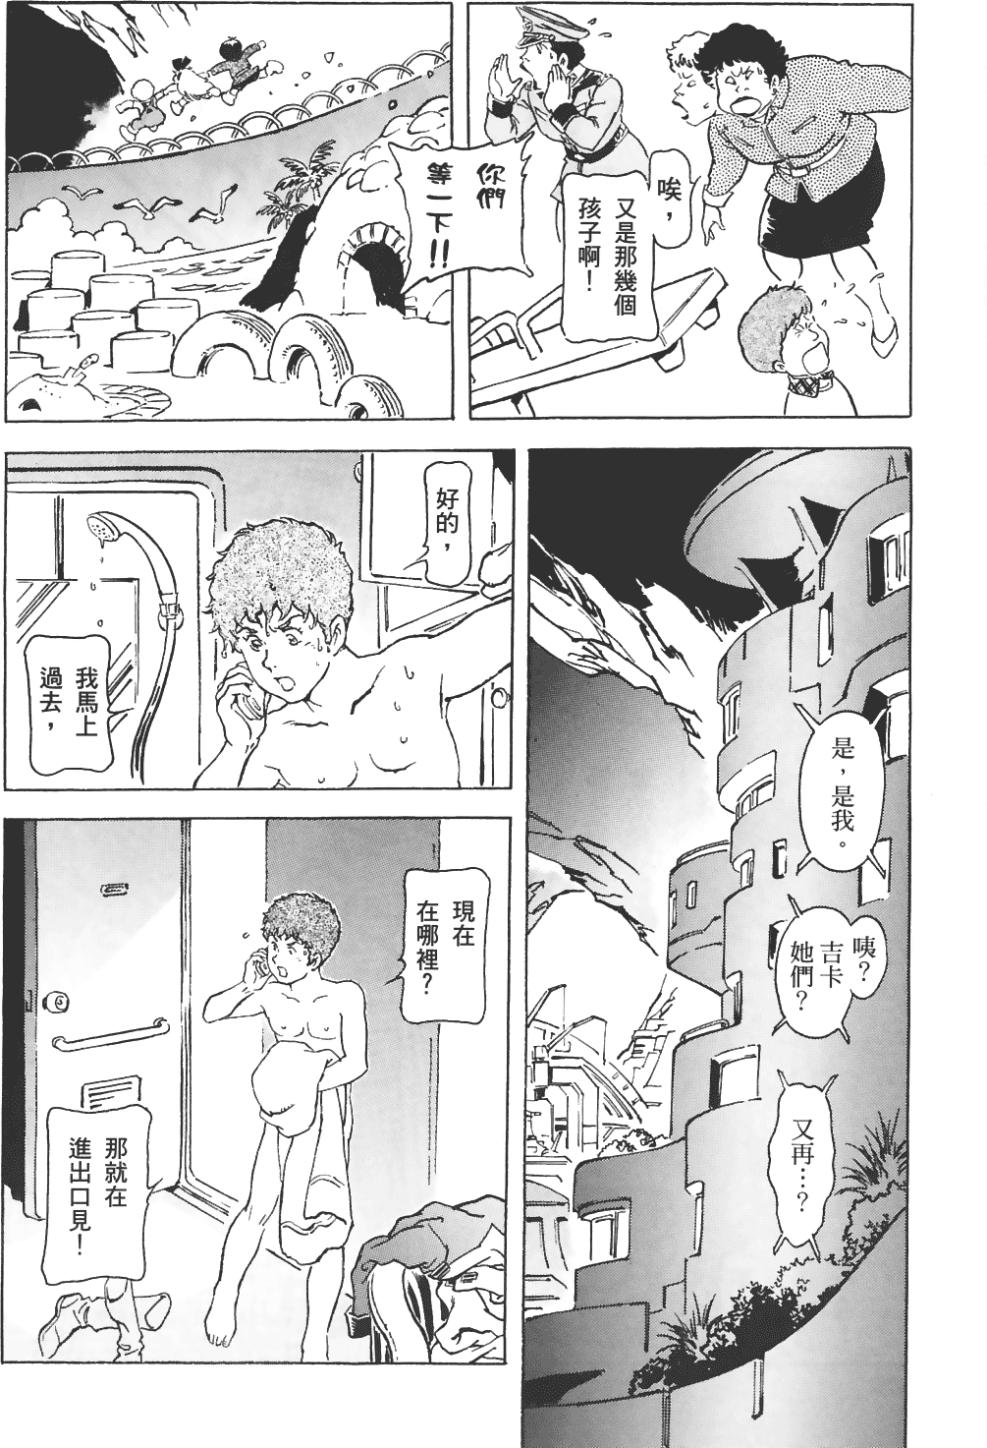 唉，
又是那幾個
孩子啊！
你們
等一下!!
是，是我。
咦？
吉卡
她們？
又再…？
好的，
我馬上
過去，
現在
在哪裡？
那就在
進出口見！